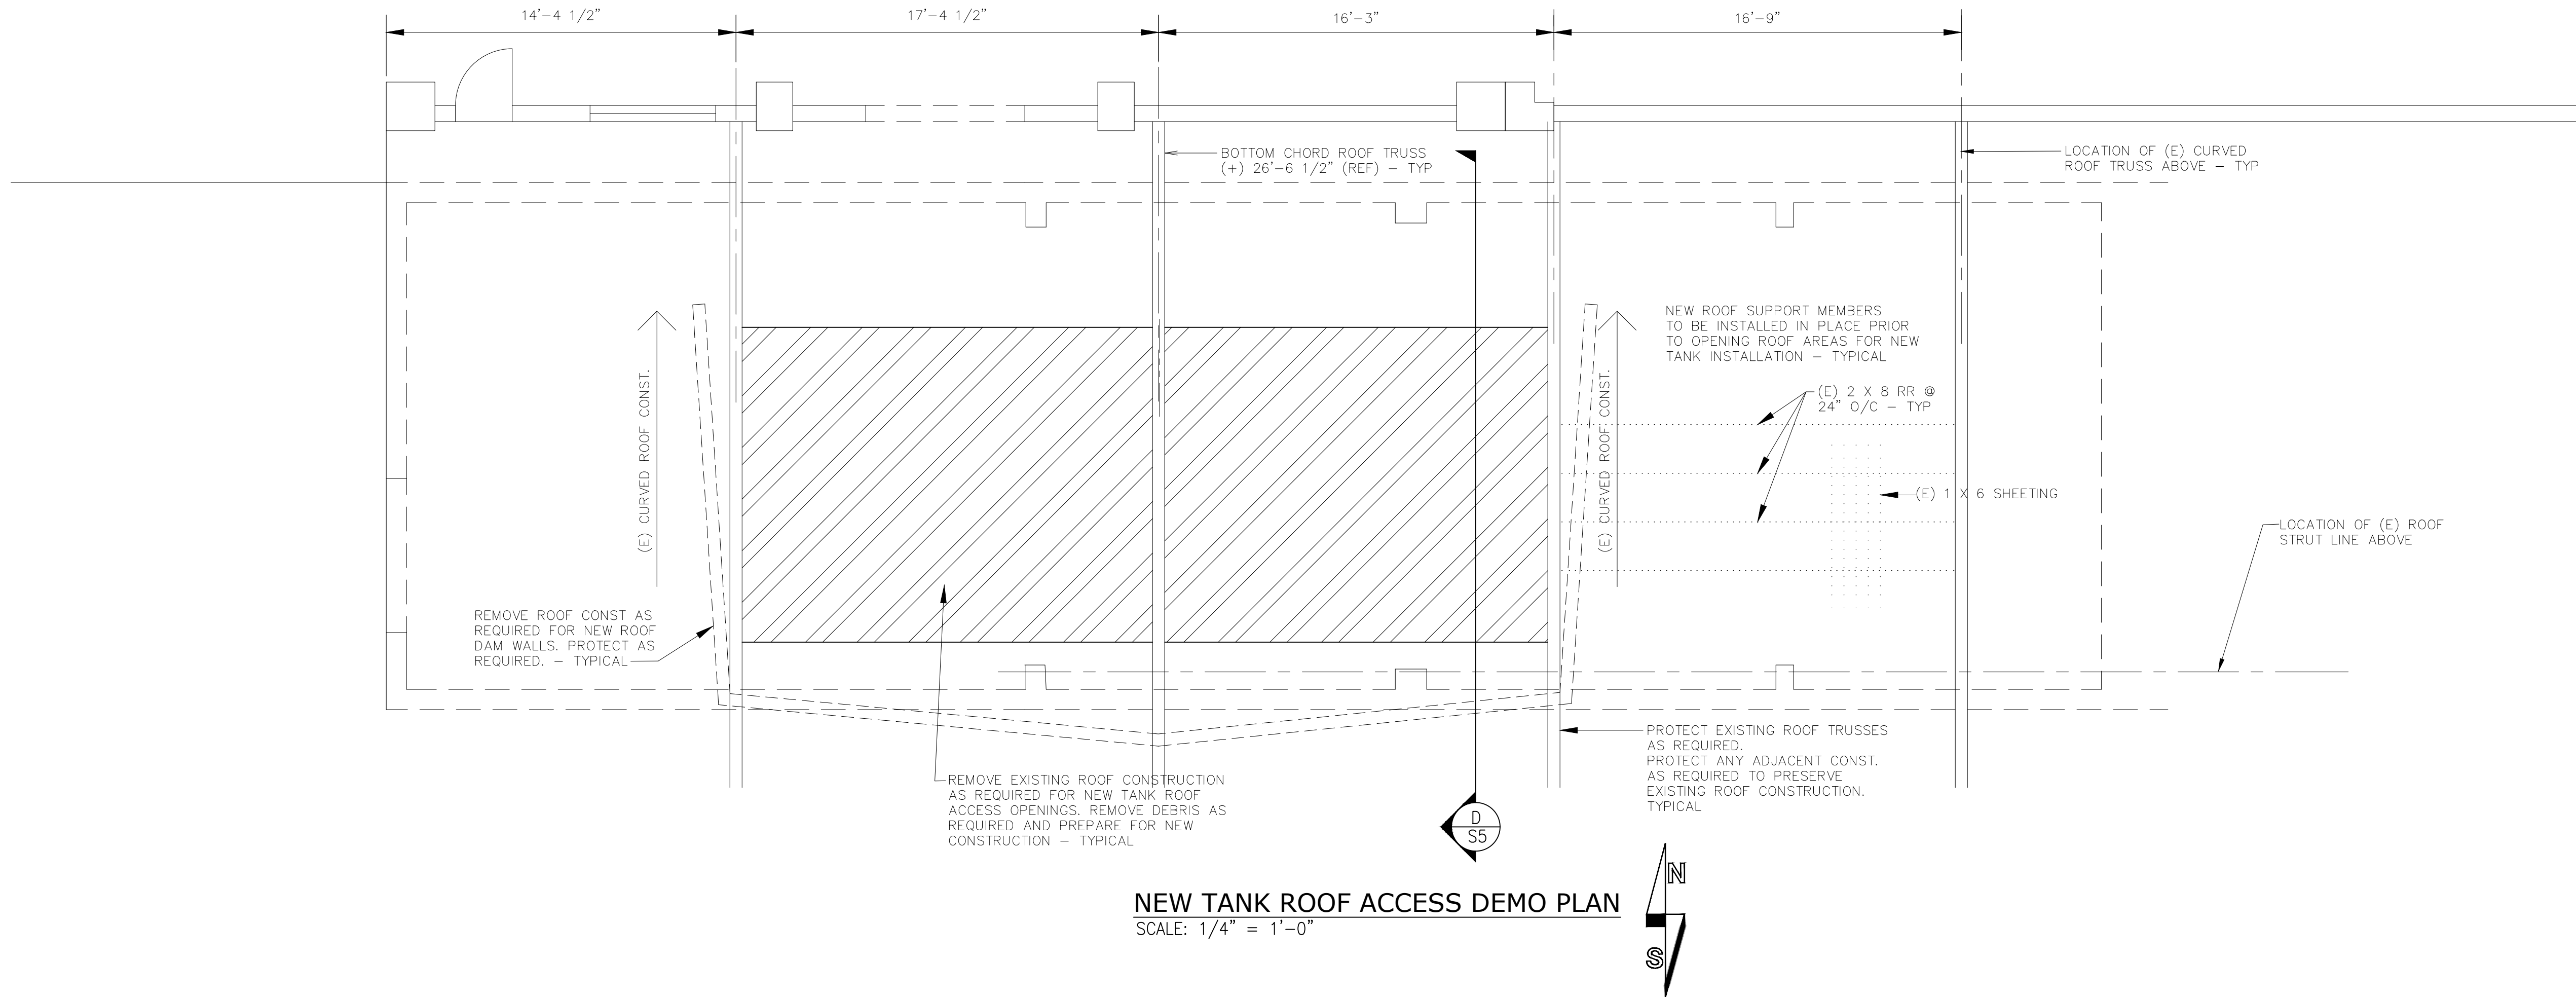 14'-4 1/2"
17'-4 1/2"
16'-3"
16'-9"
BOTTOM CHORD ROOF TRUSS
(+) 26'-6 1/2" (REF) - TYP
LOCATION OF (E) CURVED
ROOF TRUSS ABOVE - TYP
NEW ROOF SUPPORT MEMBERS
TO BE INSTALLED IN PLACE PRIOR
TO OPENING ROOF AREAS FOR NEW
TANK INSTALLATION - TYPICAL
(E) CURVED ROOF CONST.
(E) CURVED ROOF CONST.
(E) 2 X 8 RR @
24" O/C - TYP
(E) 1 X 6 SHEETING
LOCATION OF (E) ROOF
STRUT LINE ABOVE
REMOVE ROOF CONST AS
REQUIRED FOR NEW ROOF
DAM WALLS. PROTECT AS
REQUIRED. - TYPICAL
PROTECT EXISTING ROOF TRUSSES
AS REQUIRED.
PROTECT ANY ADJACENT CONST.
AS REQUIRED TO PRESERVE
EXISTING ROOF CONSTRUCTION.
TYPICAL
REMOVE EXISTING ROOF CONSTRUCTION
AS REQUIRED FOR NEW TANK ROOF
ACCESS OPENINGS. REMOVE DEBRIS AS
REQUIRED AND PREPARE FOR NEW
CONSTRUCTION - TYPICAL
D
S5
NEW TANK ROOF ACCESS DEMO PLAN
SCALE: 1/4" = 1'-0"
N
S